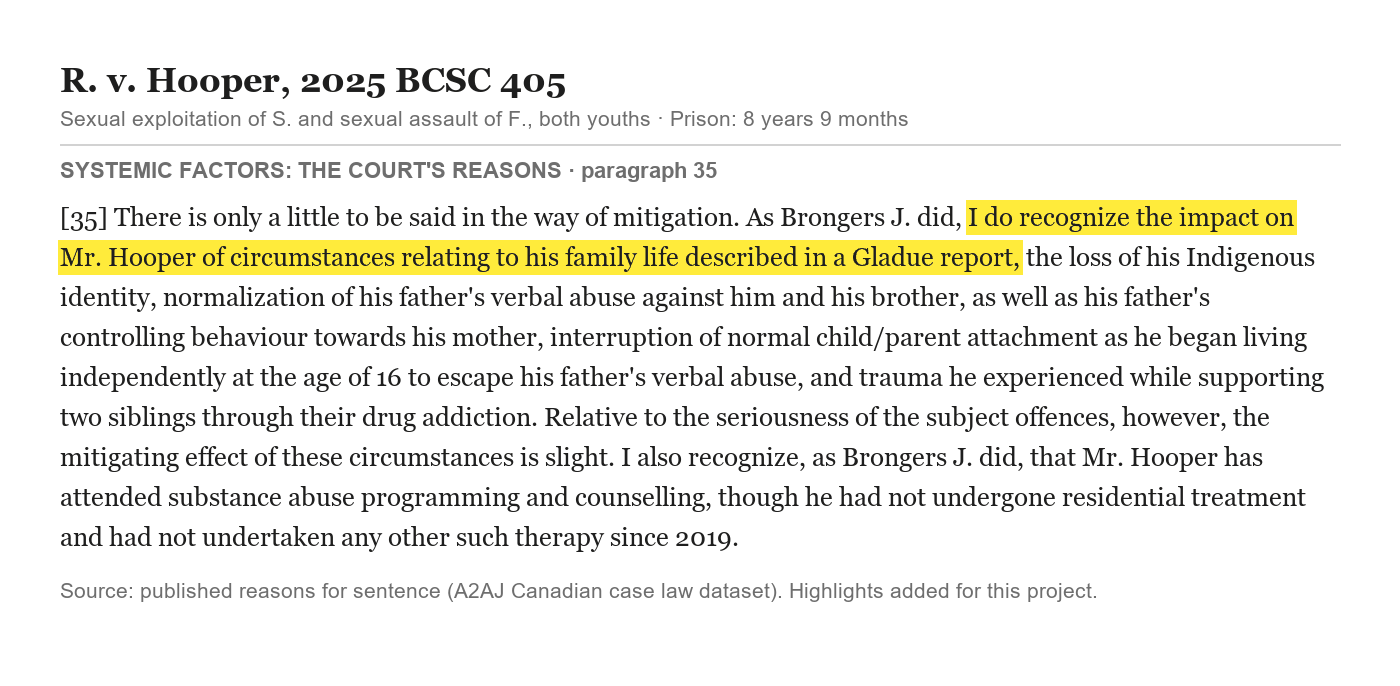 R. v. Hooper, 2025 BCSC 405
Sexual exploitation of S. and sexual assault of F., both youths · Prison: 8 years 9 months
SYSTEMIC FACTORS: THE COURT'S REASONS · paragraph 35
[35] There is only a little to be said in the way of mitigation. As Brongers J. did, I do recognize the impact on
Mr. Hooper of circumstances relating to his family life described in a Gladue report, the loss of his Indigenous
identity, normalization of his father's verbal abuse against him and his brother, as well as his father's
controlling behaviour towards his mother, interruption of normal child/parent attachment as he began living
independently at the age of 16 to escape his father's verbal abuse, and trauma he experienced while supporting
two siblings through their drug addiction. Relative to the seriousness of the subject offences, however, the
mitigating effect of these circumstances is slight. I also recognize, as Brongers J. did, that Mr. Hooper has
attended substance abuse programming and counselling, though he had not undergone residential treatment
and had not undertaken any other such therapy since 2019.
Source: published reasons for sentence (A2AJ Canadian case law dataset). Highlights added for this project.